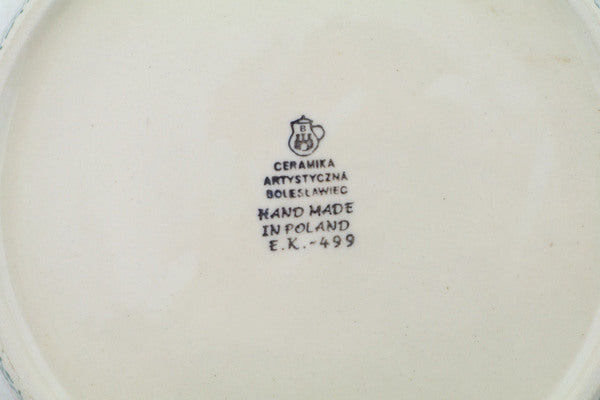 B
CERAMIKA
ARTYSTYCZNA
BOLESŁAWIEC
HAND MADE
IN POLAND
E.K.-499